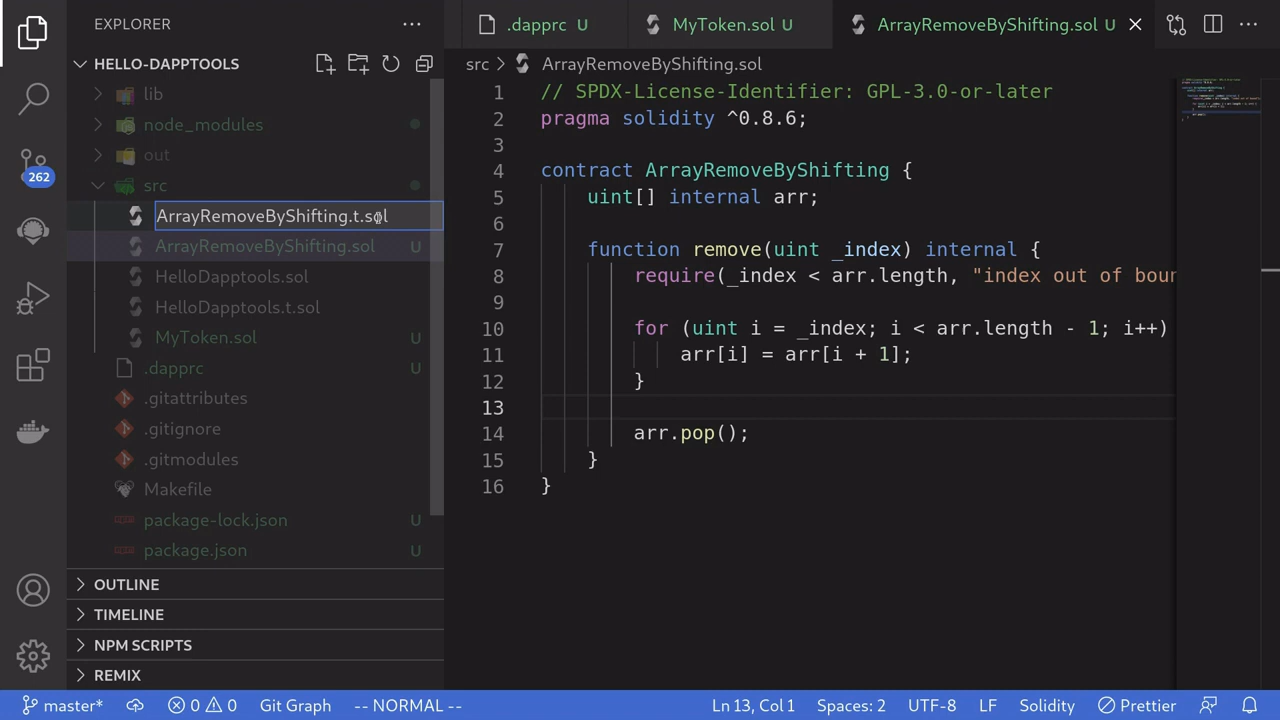 EXPLORER
HELLO-DAPPTOOLS
lib
node_modules
out
src
ArrayRemoveByShifting.t.sol
ArrayRemoveByShifting.sol U
HelloDapptools.sol
HelloDapptools.t.sol
MyToken.sol U
.dapprc U
.gitattributes
.gitignore
.gitmodules
Makefile
package-lock.json U
package.json U
OUTLINE
TIMELINE
NPM SCRIPTS
REMIX
262
.dapprc U
MyToken.sol U
ArrayRemoveByShifting.sol U
src > ArrayRemoveByShifting.sol
1 // SPDX-License-Identifier: GPL-3.0-or-later
2 pragma solidity ^0.8.6;
3
4 contract ArrayRemoveByShifting {
5 uint[] internal arr;
6
7 function remove(uint _index) internal {
8 require(_index < arr.length, "index out of boun
9
10 for (uint i = _index; i < arr.length - 1; i++)
11 arr[i] = arr[i + 1];
12 }
13
14 arr.pop();
15 }
16 }
master* 0 0 Git Graph -- NORMAL -- Ln 13, Col 1 Spaces: 2 UTF-8 LF Solidity Prettier